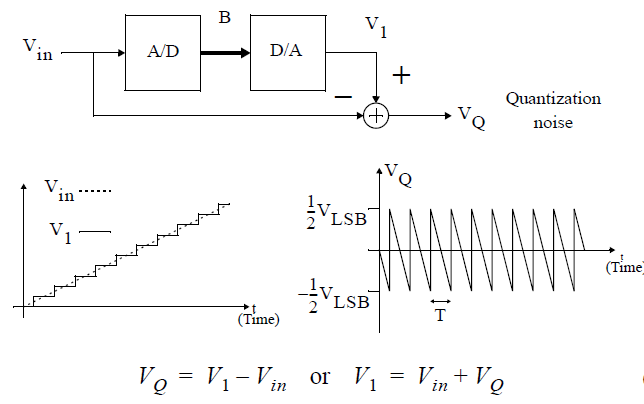 B
V1
Vin
A/D
D/A
+
−
+
VQ
Quantization
noise
Vin
V1
t
(Time)
VQ
1/2 VLSB
−1/2 VLSB
T
t
(Time)
VQ = V1 − Vin or V1 = Vin + VQ